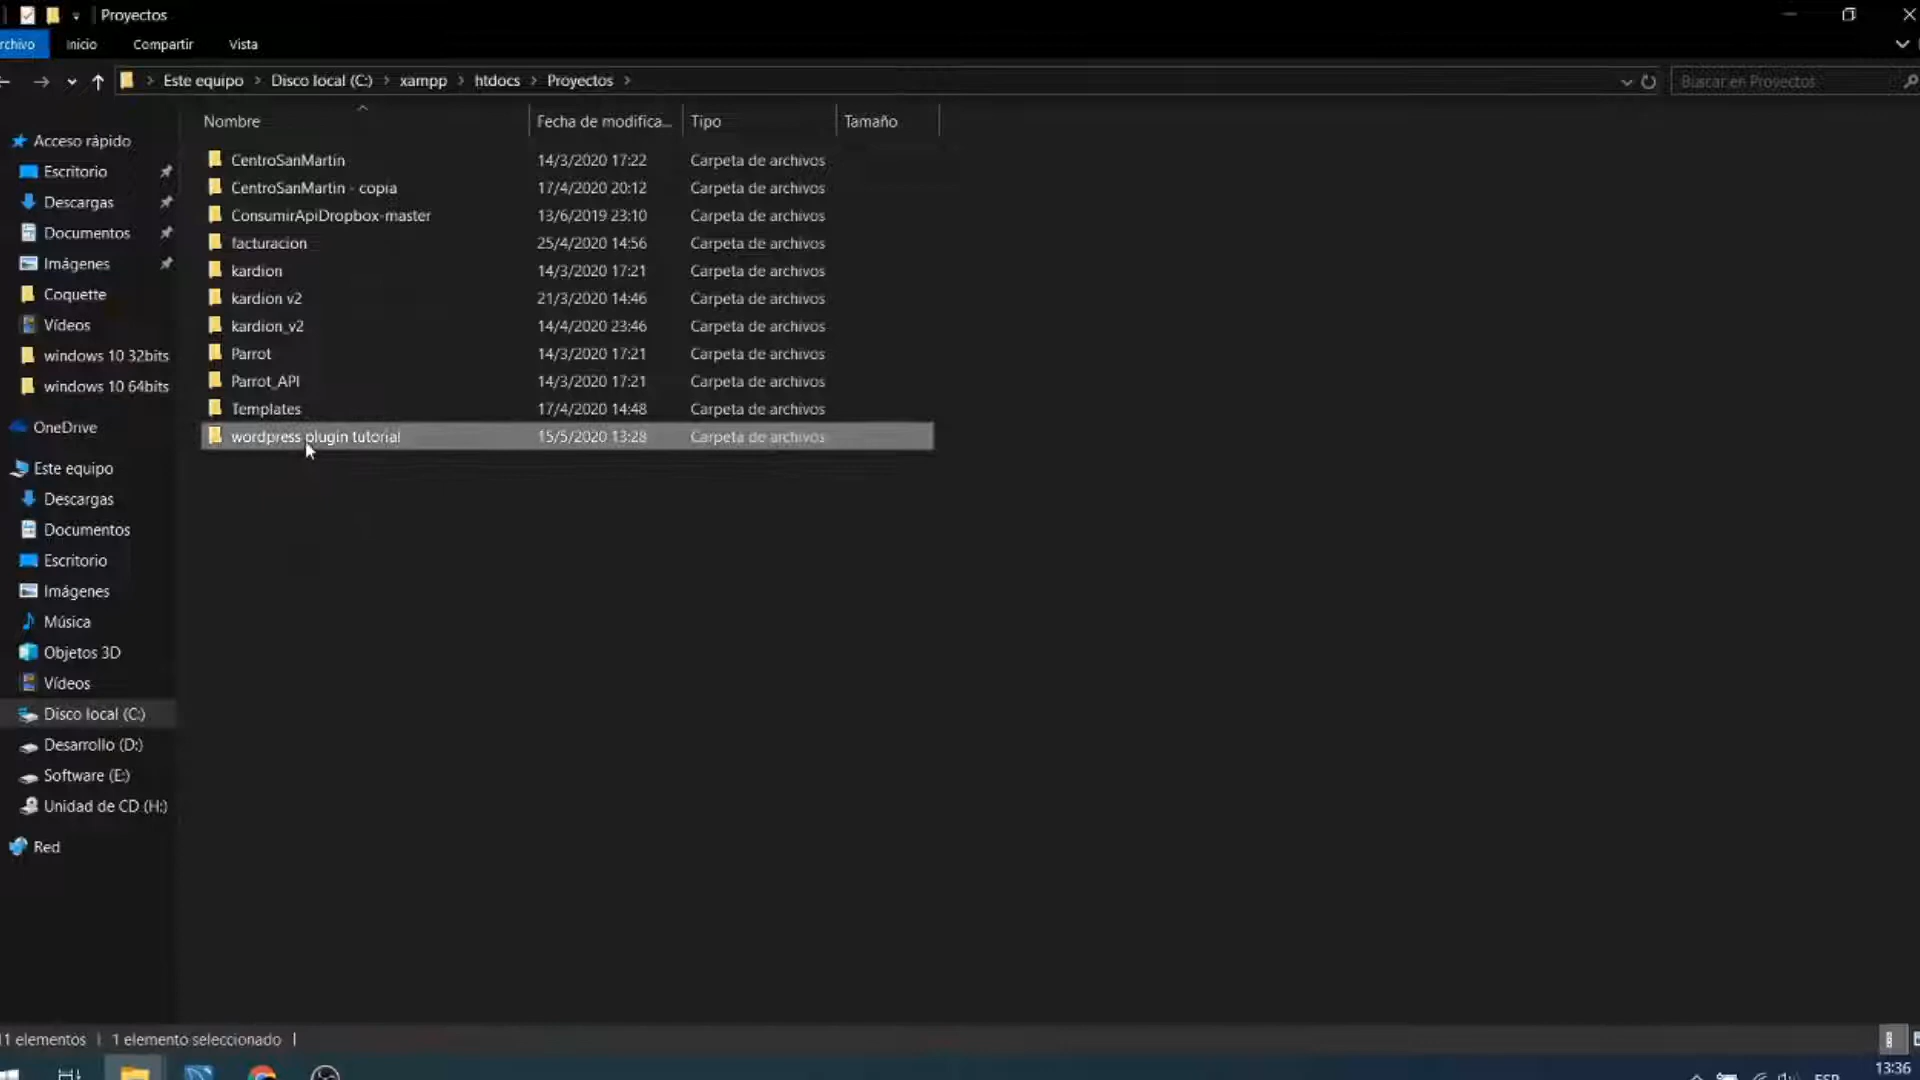 Proyectos
rchivo Inicio Compartir Vista
Este equipo > Disco local (C:) > xampp > htdocs > Proyectos >
Buscar en Proyectos
Nombre Fecha de modifica... Tipo Tamaño
Acceso rápido
Escritorio
Descargas
Documentos
Imágenes
Coquette
Vídeos
windows 10 32bits
windows 10 64bits
OneDrive
Este equipo
Descargas
Documentos
Escritorio
Imágenes
Música
Objetos 3D
Vídeos
Disco local (C:)
Desarrollo (D:)
Software (E:)
Unidad de CD (H:)
Red
CentroSanMartin 14/3/2020 17:22 Carpeta de archivos
CentroSanMartin - copia 17/4/2020 20:12 Carpeta de archivos
ConsumirApiDropbox-master 13/6/2019 23:10 Carpeta de archivos
facturacion 25/4/2020 14:56 Carpeta de archivos
kardion 14/3/2020 17:21 Carpeta de archivos
kardion v2 21/3/2020 14:46 Carpeta de archivos
kardion_v2 14/4/2020 23:46 Carpeta de archivos
Parrot 14/3/2020 17:21 Carpeta de archivos
Parrot_API 14/3/2020 17:21 Carpeta de archivos
Templates 17/4/2020 14:48 Carpeta de archivos
wordpress plugin tutorial 15/5/2020 13:28 Carpeta de archivos
11 elementos | 1 elemento seleccionado |
ESP 13:36